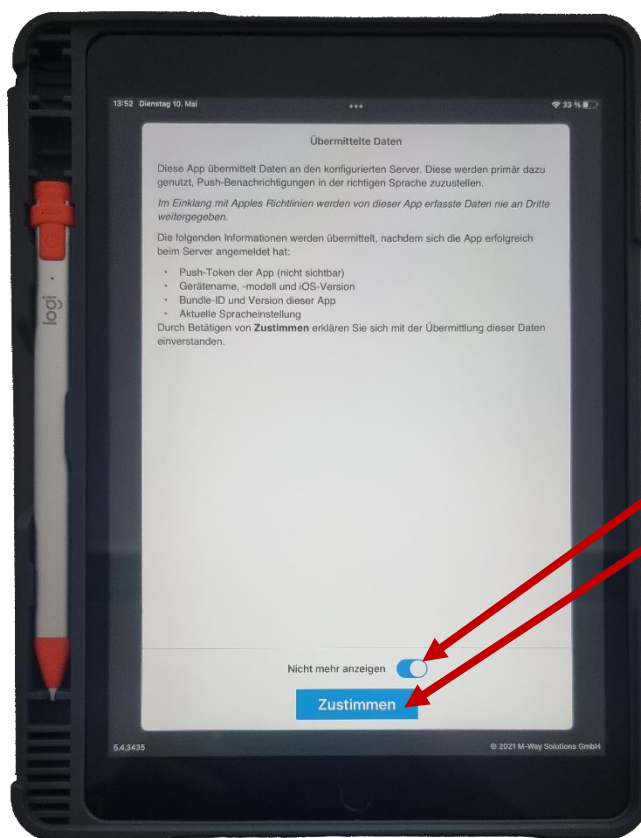 13:52 Dienstag 10. Mai
33 %
Übermittelte Daten
Diese App übermittelt Daten an den konfigurierten Server. Diese werden primär dazu
genutzt, Push-Benachrichtigungen in der richtigen Sprache zuzustellen.
Im Einklang mit Apples Richtlinien werden von dieser App erfasste Daten nie an Dritte
weitergegeben.
Die folgenden Informationen werden übermittelt, nachdem sich die App erfolgreich
beim Server angemeldet hat:
· Push-Token der App (nicht sichtbar)
· Gerätename, -modell und iOS-Version
· Bundle-ID und Version dieser App
· Aktuelle Spracheinstellung
Durch Betätigen von Zustimmen erklären Sie sich mit der Übermittlung dieser Daten
einverstanden.
logi
Nicht mehr anzeigen
Zustimmen
5.4.3435
© 2021 M-Way Solutions GmbH